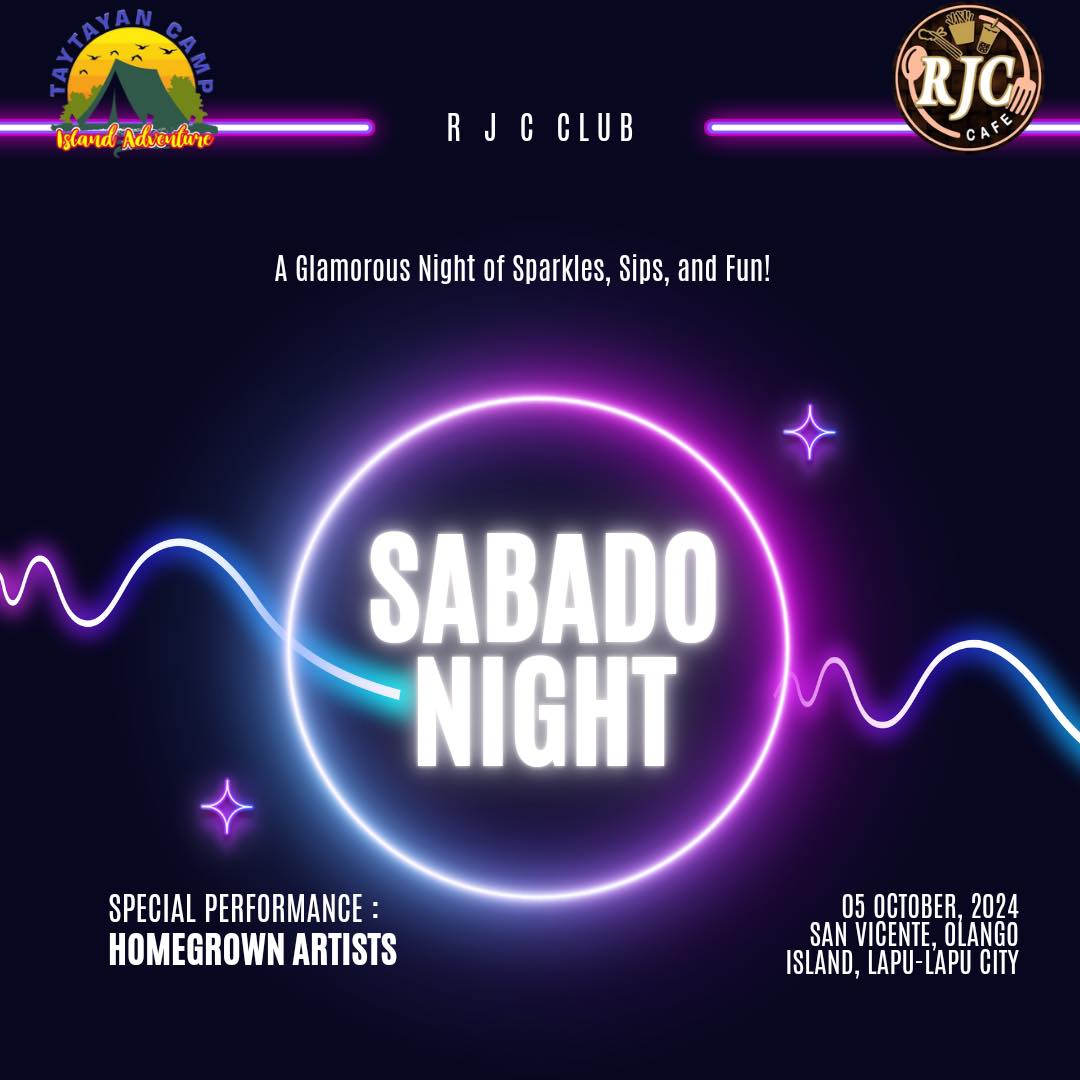 TAYTAYAN CAMP
Island Adventure
R J C CLUB
RJC
CAFE
A Glamorous Night of Sparkles, Sips, and Fun!
SABADO
NIGHT
SPECIAL PERFORMANCE :
HOMEGROWN ARTISTS
05 OCTOBER, 2024
SAN VICENTE, OLANGO
ISLAND, LAPU-LAPU CITY